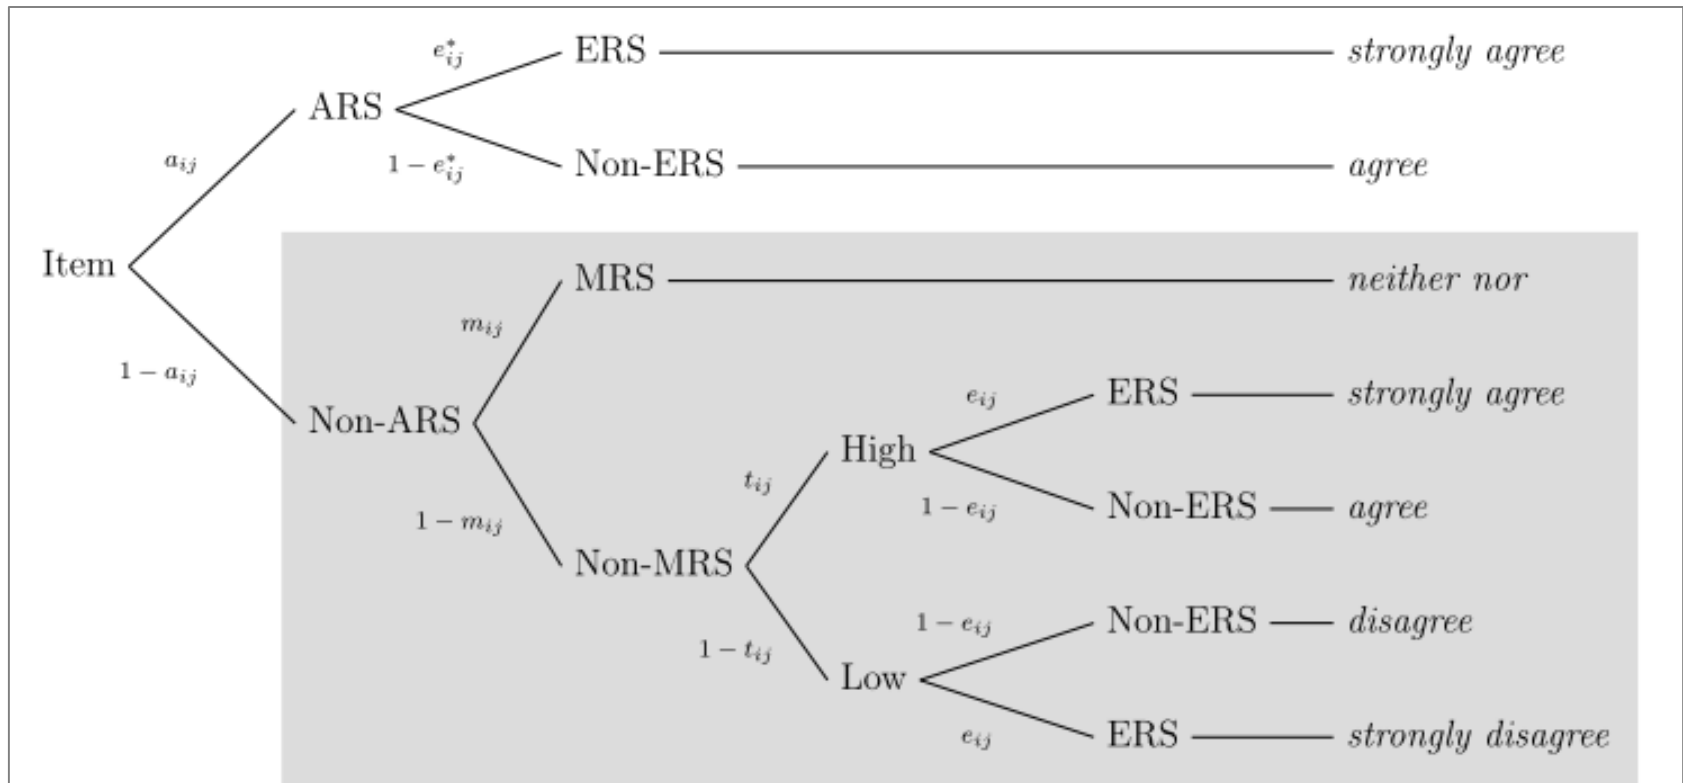 e*ij ERS strongly agree
ARS
aij 1 − e*ij Non-ERS agree
Item MRS neither nor
mij
1 − aij ERS strongly agree
eij
Non-ARS High
tij 1 − eij Non-ERS agree
1 − mij
Non-MRS
1 − eij Non-ERS disagree
1 − tij
Low
eij ERS strongly disagree